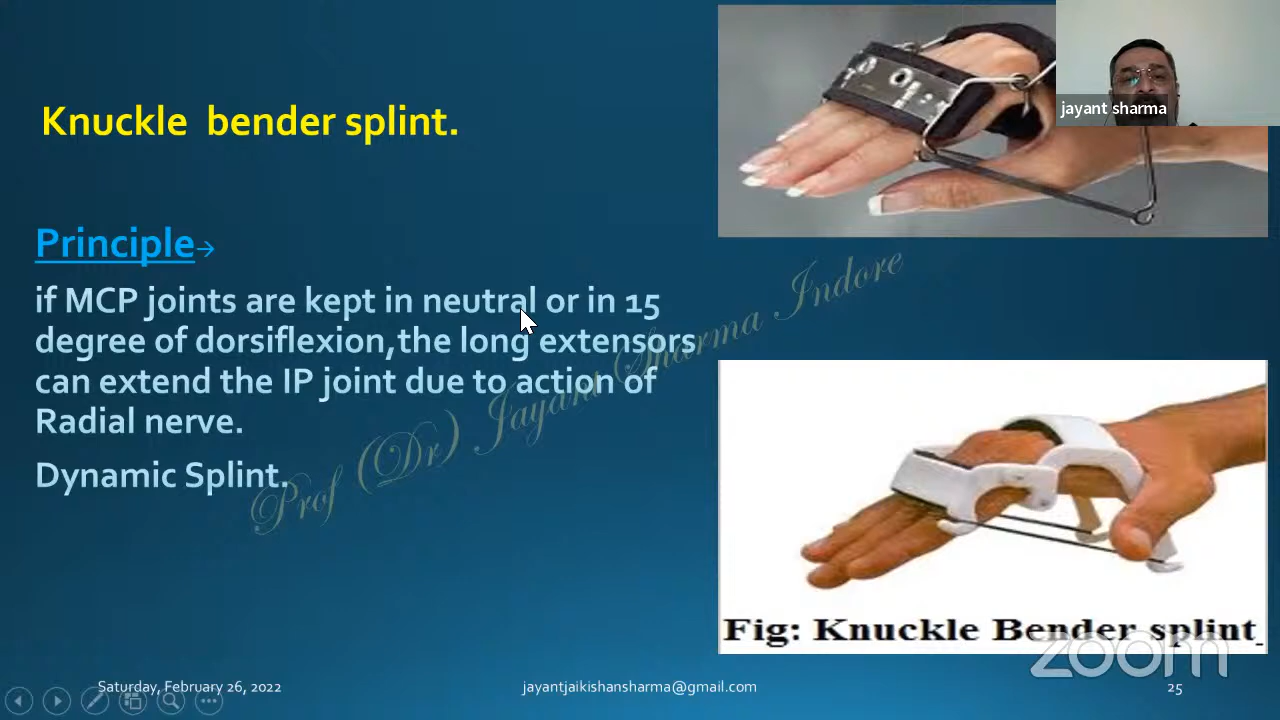 Knuckle  bender splint.
jayant sharma
Principle→
if MCP joints are kept in neutral or in 15
degree of dorsiflexion,the long extensors
can extend the IP joint due to action of
Radial nerve.
Dynamic Splint.
Prof (Dr) Jayant Sharma Indore
Fig: Knuckle Bender splint
zoom
Saturday, February 26, 2022
jayantjaikishansharma@gmail.com
25